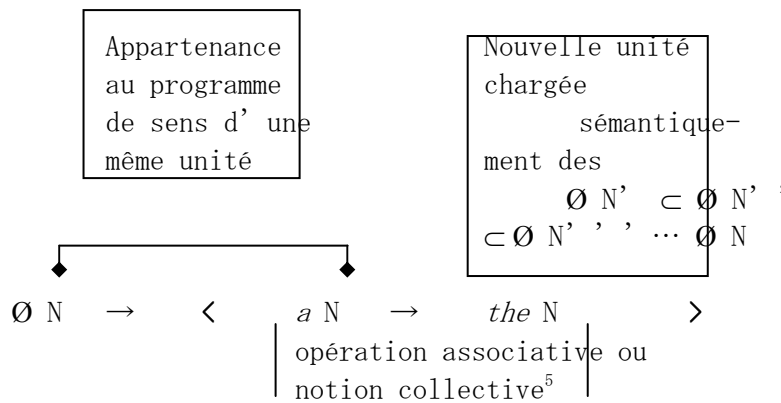 Appartenance
au programme
de sens d’une
même unité
Nouvelle unité
chargée
sémantique-
ment des
Ø N’ ⊂ Ø N’’
⊂ Ø N’’’ … Ø N
Ø N → < a N → the N >
opération associative ou
notion collective⁵